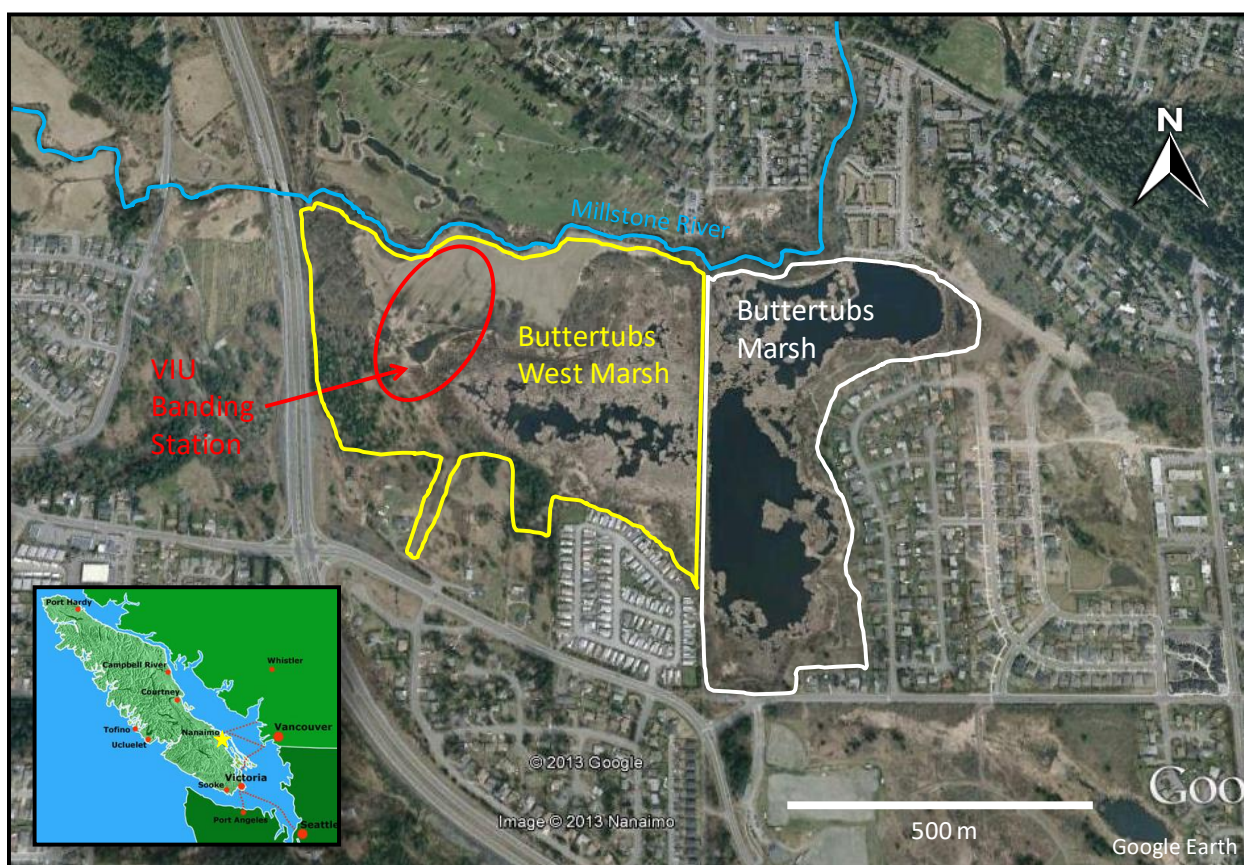 N
Millstone River
Buttertubs
Marsh
Buttertubs
West Marsh
VIU
Banding
Station
Port Hardy
Whistler
Campbell River
Courtney
Vancouver
Nanaimo
Tofino
Ucluelet
Victoria
Sooke
Port Angeles
Seattle
© 2013 Google
Image © 2013 Nanaimo
Goo
500 m
Google Earth